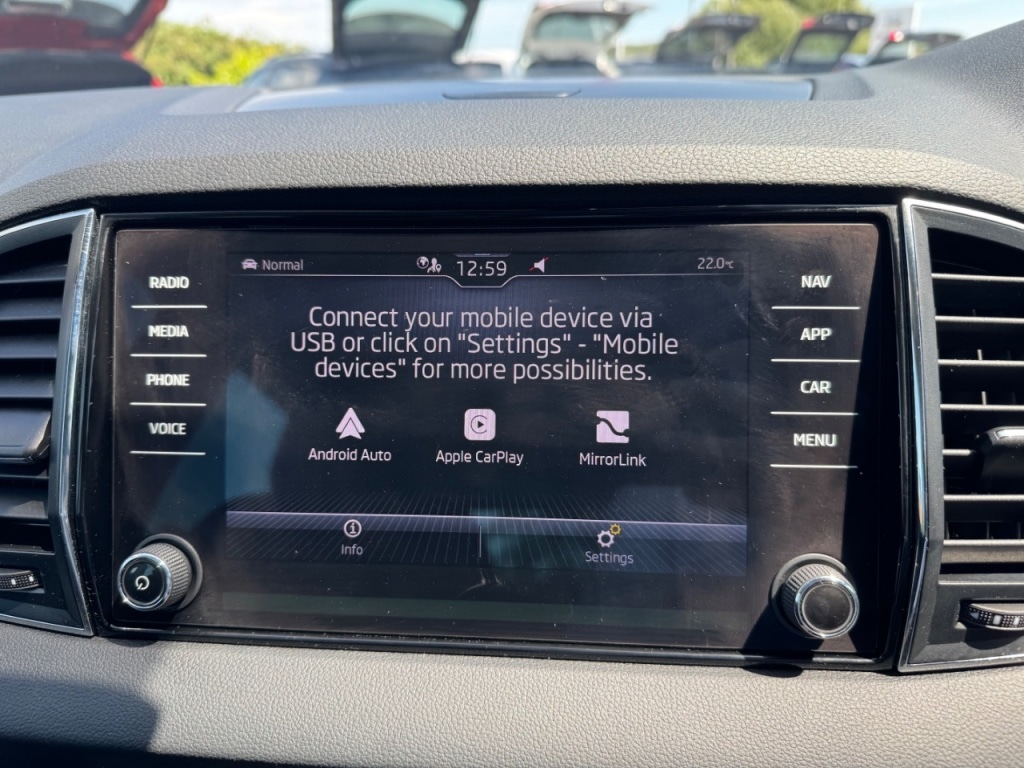 Normal 12:59 22.0°C
RADIO
MEDIA
PHONE
VOICE
Connect your mobile device via
USB or click on "Settings" - "Mobile
devices" for more possibilities.
Android Auto Apple CarPlay MirrorLink
Info Settings
NAV
APP
CAR
MENU